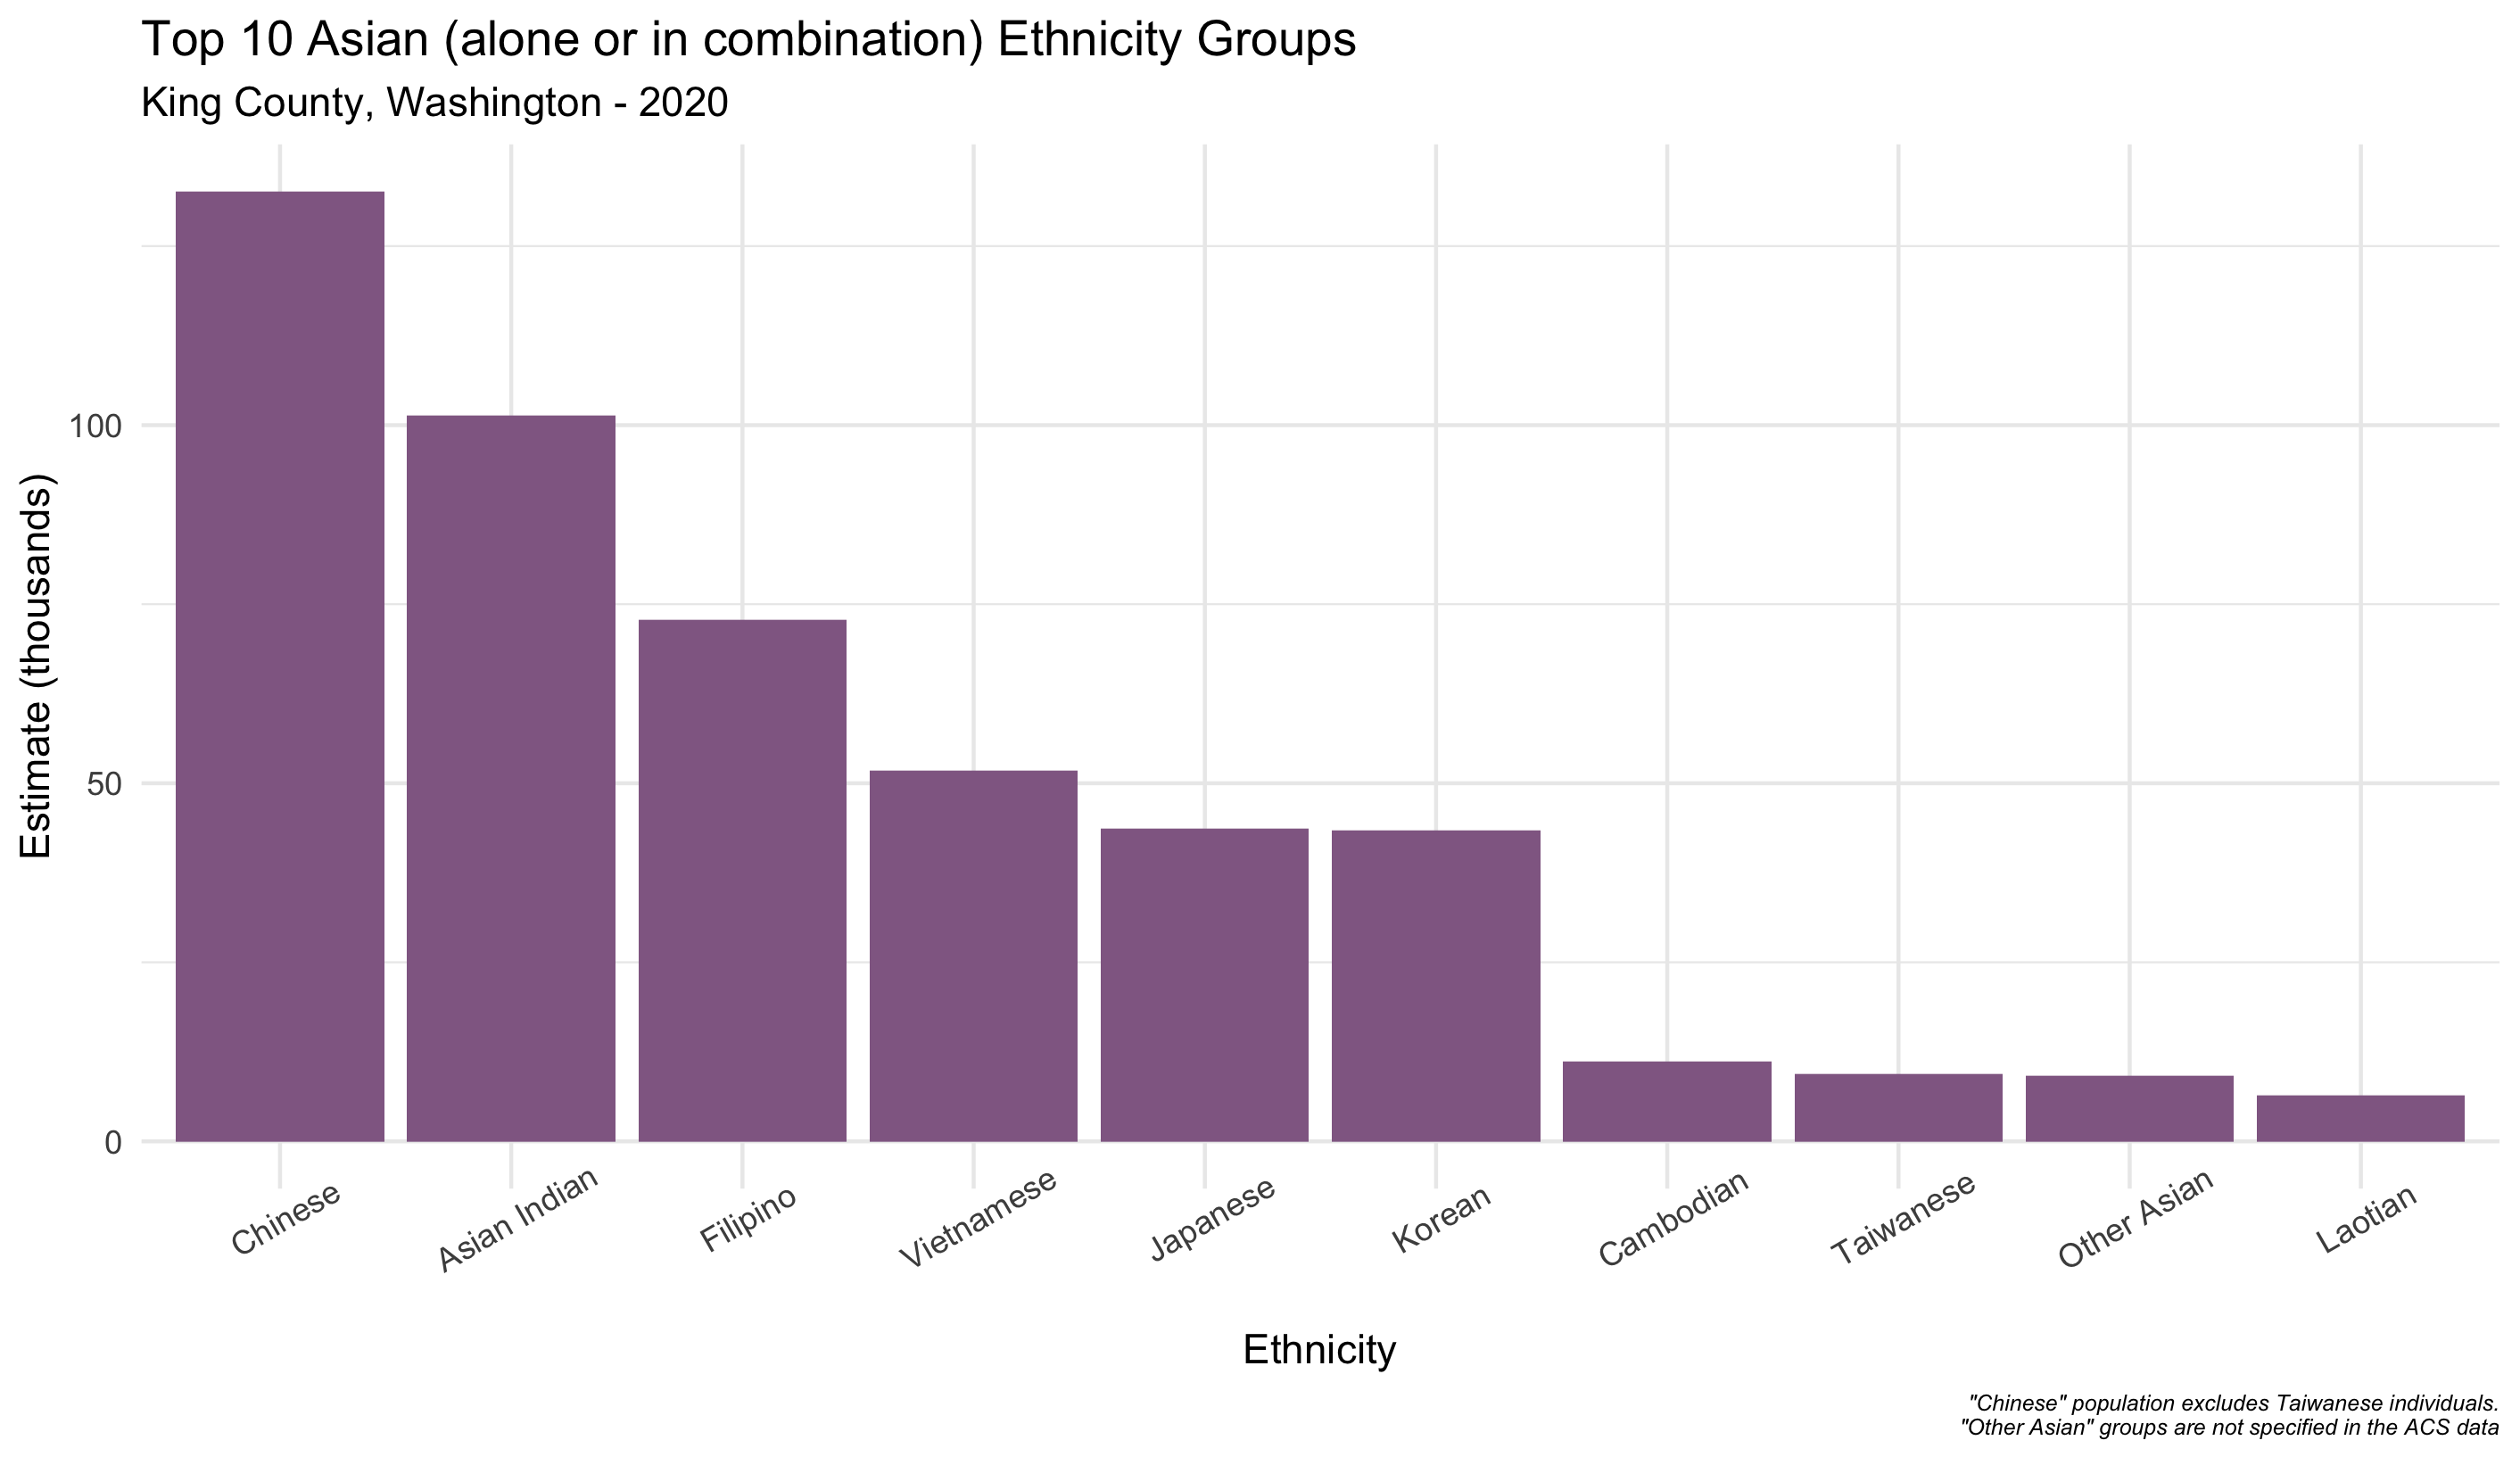 Top 10 Asian (alone or in combination) Ethnicity Groups
King County, Washington - 2020
Estimate (thousands)
100
50
0
Chinese
Asian Indian
Filipino
Vietnamese
Japanese
Korean
Cambodian
Taiwanese
Other Asian
Laotian
Ethnicity
"Chinese" population excludes Taiwanese individuals.
"Other Asian" groups are not specified in the ACS data